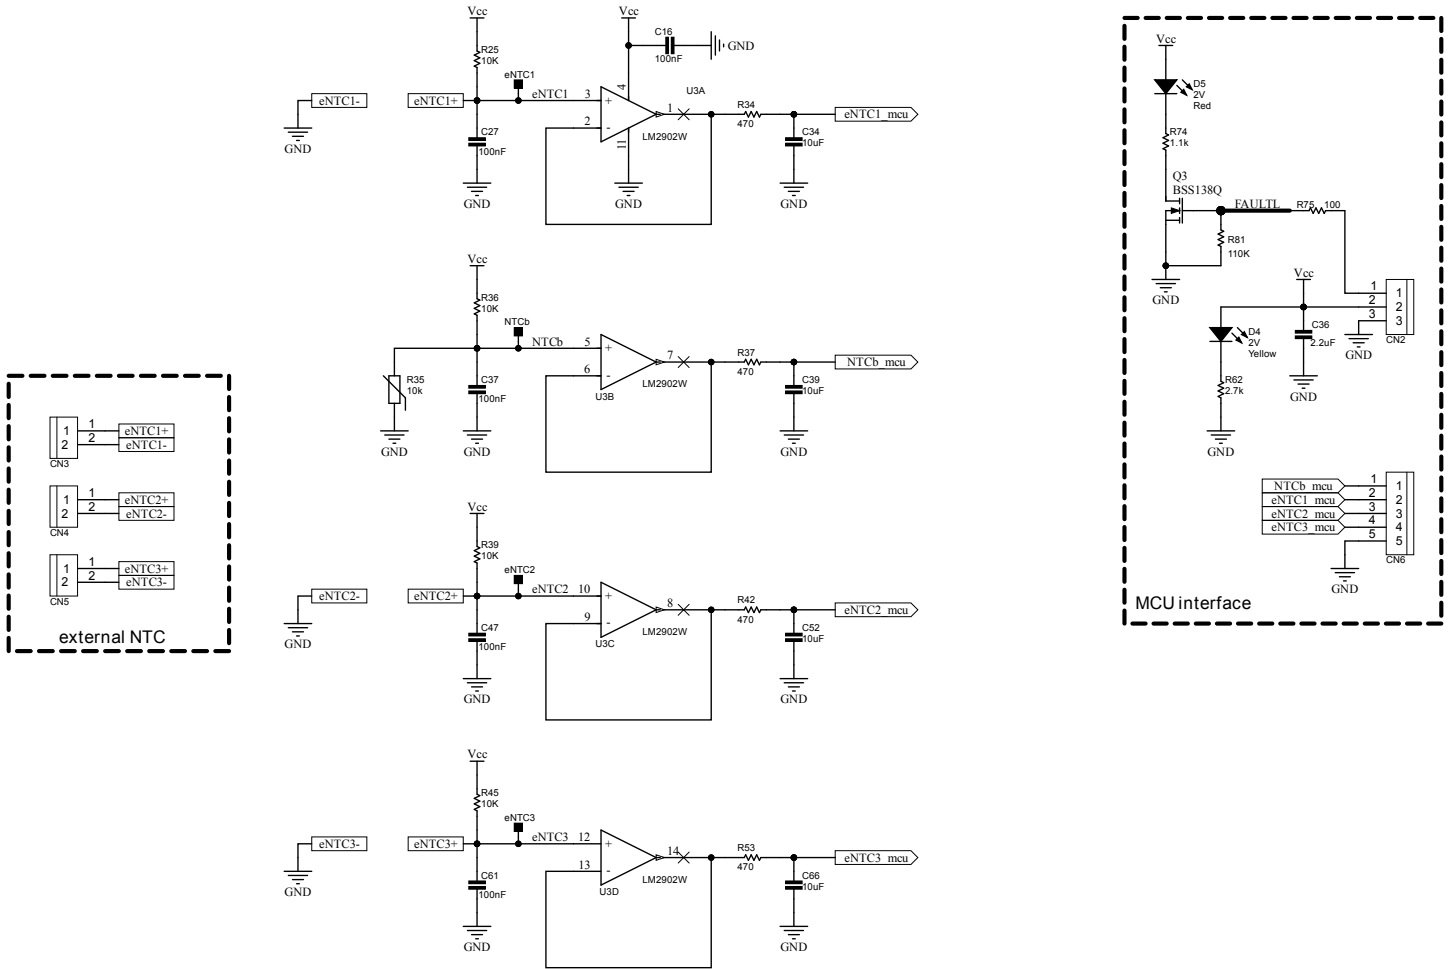 Vcc
R25
10K
eNTC1
eNTC1-
GND
eNTC1+
eNTC1
C27
100nF
GND
Vcc
C16
100nF
GND
3
2
+
-
4
11
1
U3A
LM2902W
GND
R34
470
C34
10uF
GND
eNTC1_mcu
Vcc
R36
10K
NTCb
NTCb
R35
10k
GND
C37
100nF
GND
5
6
+
-
7
U3B
LM2902W
R37
470
C39
10uF
GND
NTCb_mcu
1
2
1
2
eNTC1+
eNTC1-
CN3
1
2
1
2
eNTC2+
eNTC2-
CN4
1
2
1
2
eNTC3+
eNTC3-
CN5
external NTC
Vcc
R39
10K
eNTC2
eNTC2-
GND
eNTC2+
eNTC2
C47
100nF
GND
10
9
+
-
8
U3C
LM2902W
R42
470
C52
10uF
GND
eNTC2_mcu
Vcc
R45
10K
eNTC3
eNTC3-
GND
eNTC3+
eNTC3
C61
100nF
GND
12
13
+
-
14
U3D
LM2902W
R53
470
C66
10uF
GND
eNTC3_mcu
Vcc
D5
2V
Red
R74
1.1k
Q3
BSS138Q
FAULTL
R75 100
R81
110K
GND
Vcc
D4
2V
Yellow
R62
2.7k
GND
C36
2.2uF
GND
1
2
3
1
2
3
GND
CN2
NTCb_mcu
eNTC1_mcu
eNTC2_mcu
eNTC3_mcu
1
2
3
4
5
1
2
3
4
5
GND
CN6
MCU interface